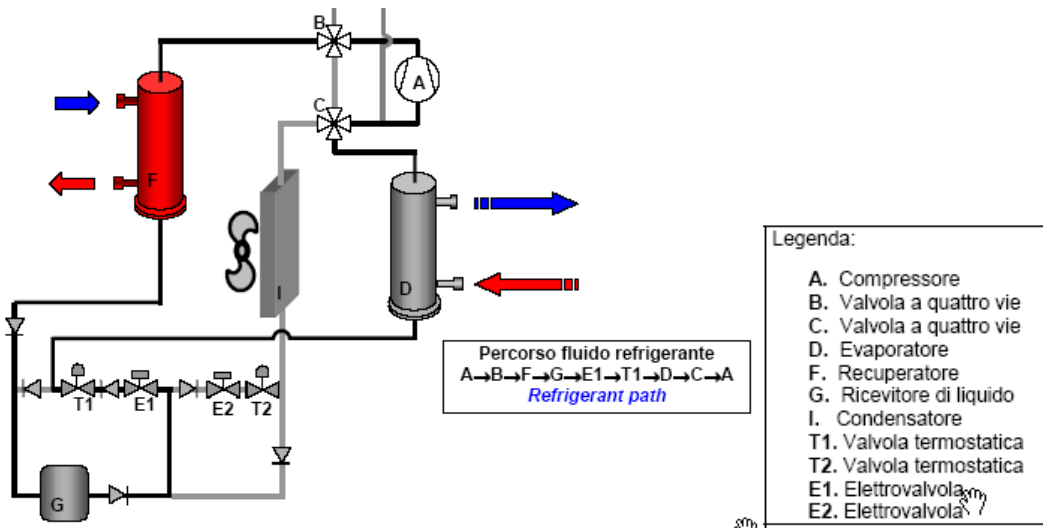 B
A
C
F
D
I
Legenda:
A. Compressore
B. Valvola a quattro vie
C. Valvola a quattro vie
D. Evaporatore
F. Recuperatore
G. Ricevitore di liquido
I. Condensatore
T1. Valvola termostatica
T2. Valvola termostatica
E1. Elettrovalvola
E2. Elettrovalvola
Percorso fluido refrigerante
A→B→F→G→E1→T1→D→C→A
Refrigerant path
T1 E1 E2 T2
G